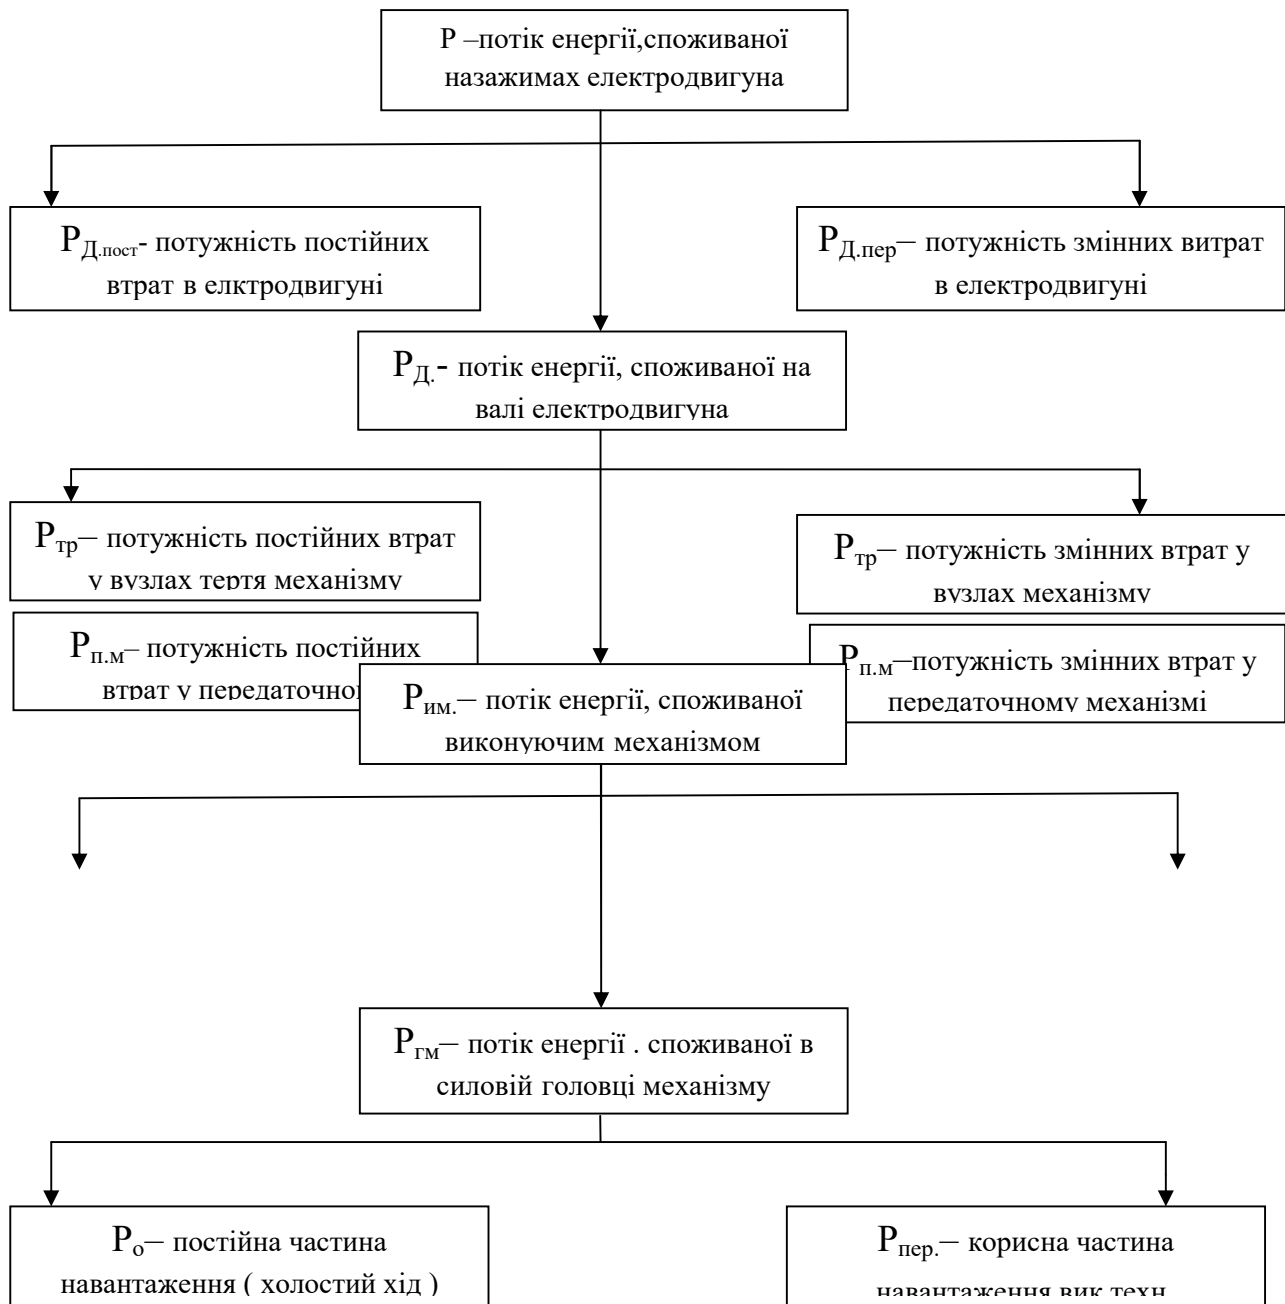 Р –потік енергії,споживаної
назажимах електродвигуна
РД.пост- потужність постійних
втрат в елктродвигуні
РД.пер– потужність змінних витрат
в електродвигуні
РД.- потік енергії, споживаної на
валі електродвигуна
Ртр– потужність постійних втрат
у вузлах тертя механізму
Ртр– потужність змінних втрат у
вузлах механізму
Рп.м– потужність постійних
втрат у передаточно
Рп.м–потужність змінних втрат у
передаточному механізмі
Рим.– потік енергії, споживаної
виконуючим механізмом
Ргм– потік енергії . споживаної в
силовій головці механізму
Ро– постійна частина
навантаження ( холостий хід )
Рпер.– корисна частина
навантаження вик техн